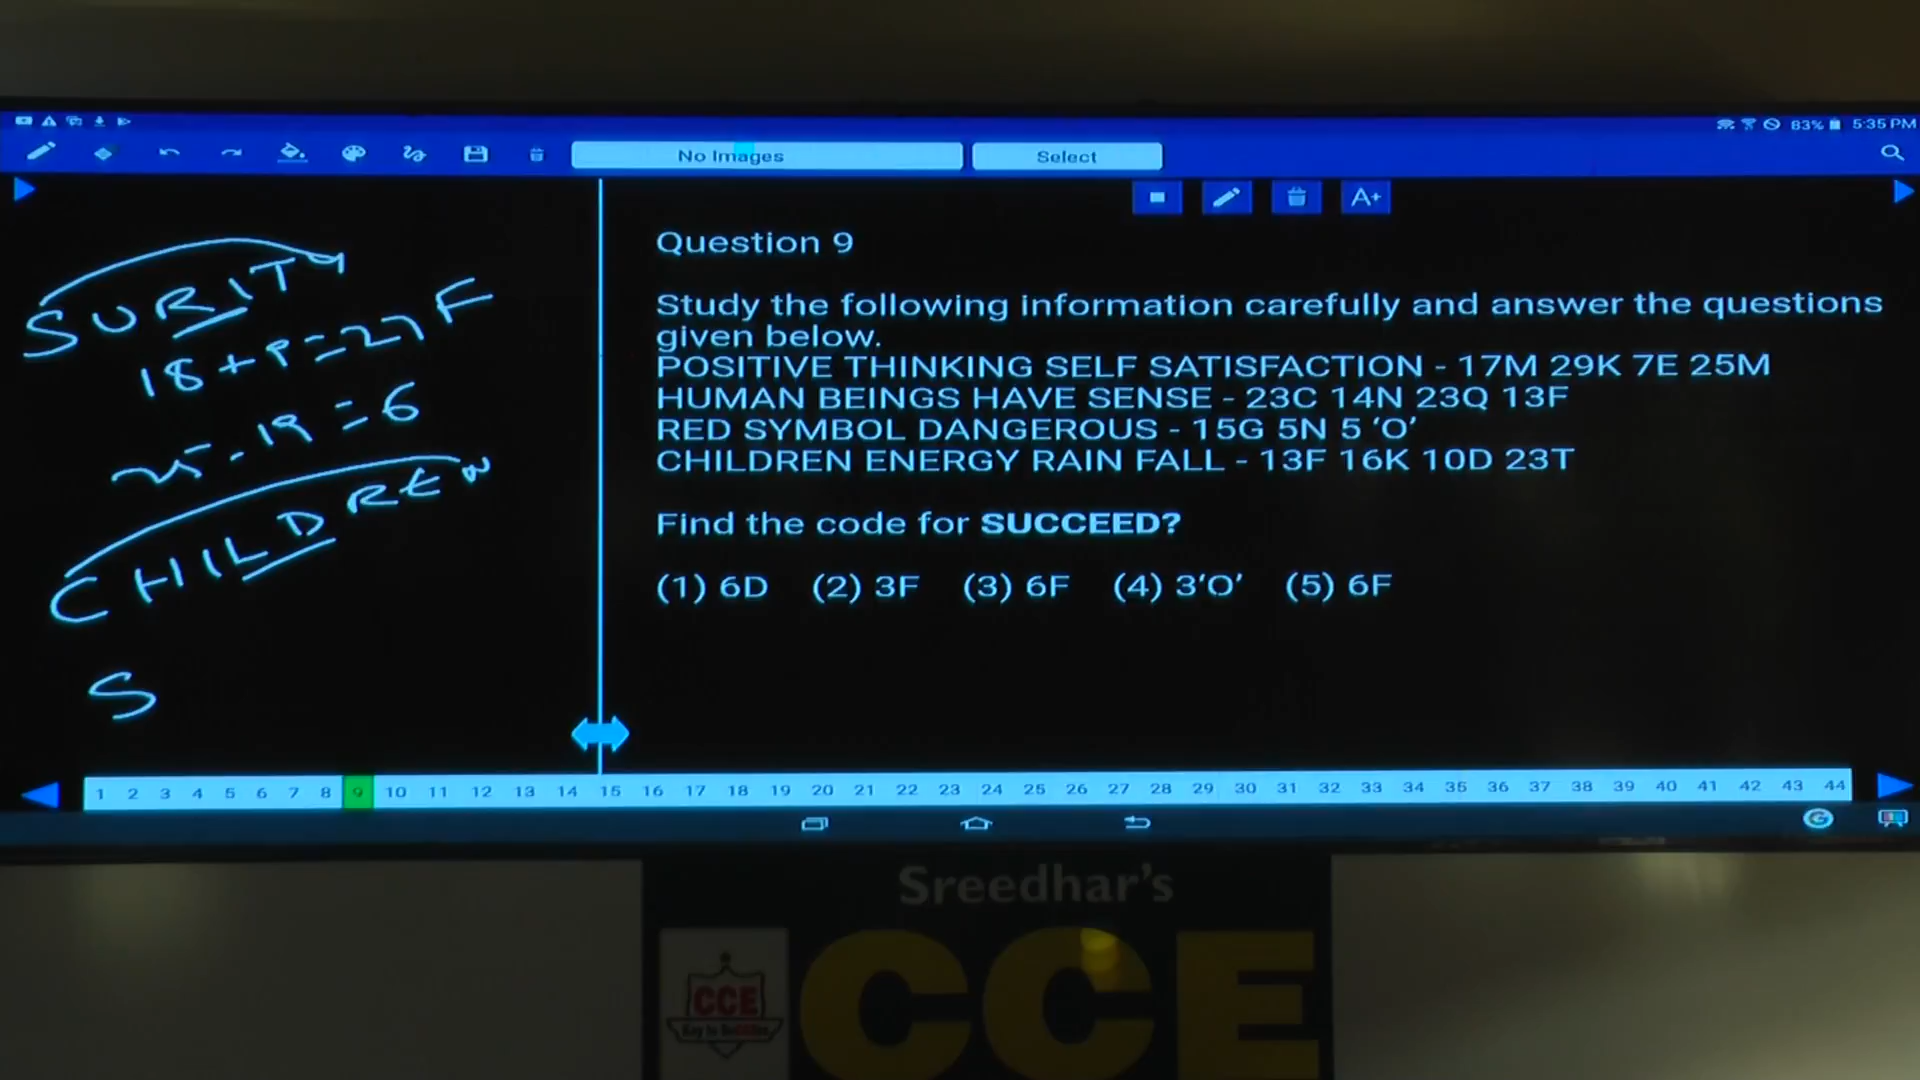 83% 5:35 PM
No Images
Select
A+
SURITY
18+9=27F
25-19=6
CHILDREN
S
Question 9
Study the following information carefully and answer the questions
given below.
POSITIVE THINKING SELF SATISFACTION - 17M 29K 7E 25M
HUMAN BEINGS HAVE SENSE - 23C 14N 23Q 13F
RED SYMBOL DANGEROUS - 15G 5N 5 'O'
CHILDREN ENERGY RAIN FALL - 13F 16K 10D 23T
Find the code for SUCCEED?
(1) 6D (2) 3F (3) 6F (4) 3'O' (5) 6F
1 2 3 4 5 6 7 8 9 10 11 12 13 14 15 16 17 18 19 20 21 22 23 24 25 26 27 28 29 30 31 32 33 34 35 36 37 38 39 40 41 42 43 44
Sreedhar's
CCE
CCE